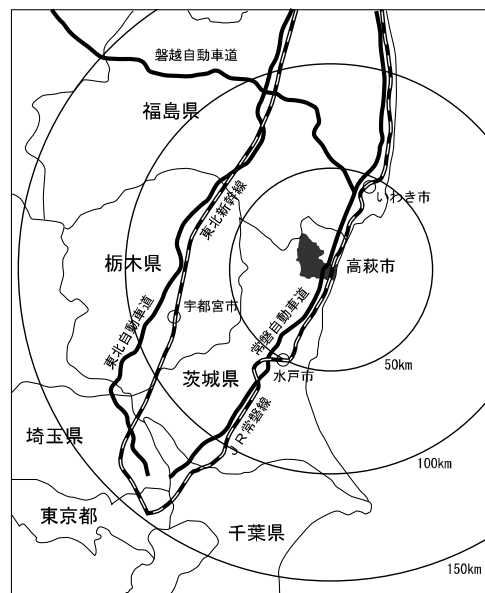 磐越自動車道
福島県
いわき市
東北新幹線
栃木県
高萩市
宇都宮市
東北自動車道
常磐自動車道
水戸市
50km
茨城県
JR常磐線
埼玉県
100km
東京都
千葉県
150km